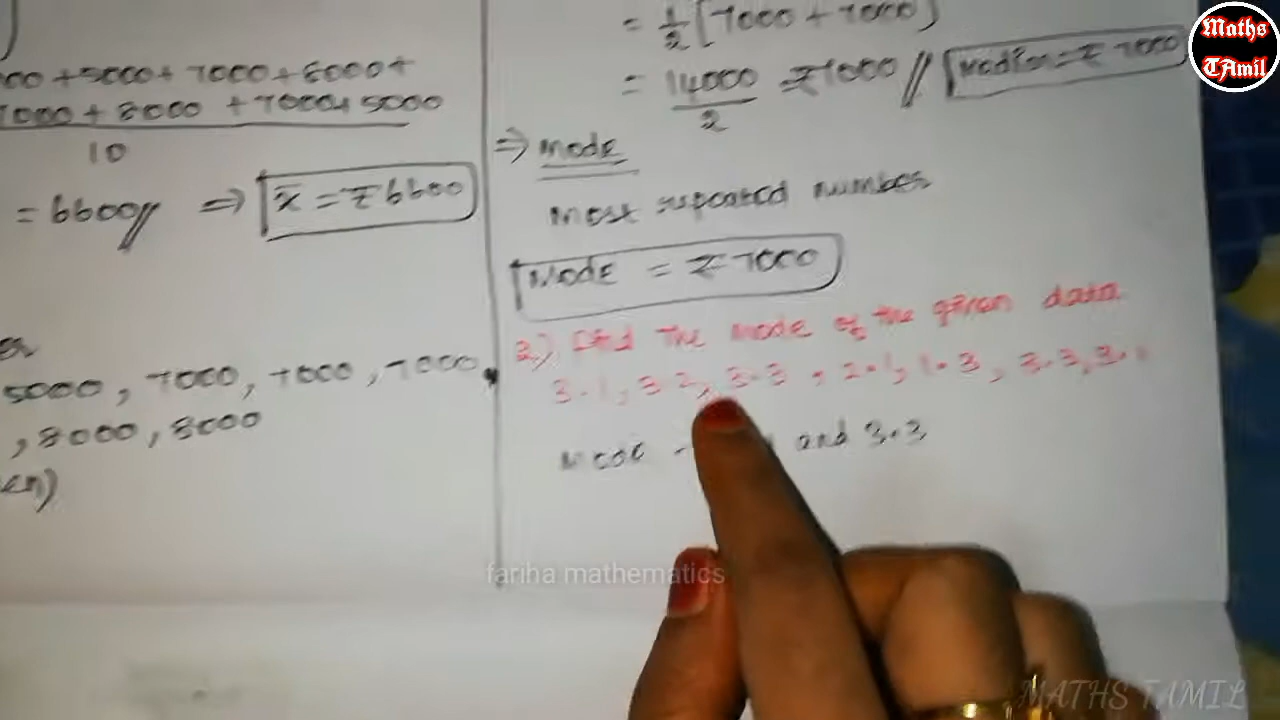 00 + 5000 + 7000 + 6000 +
7000 + 8000 + 7000 + 5000
10
= 6600// ⇒ x̄ = ₹ 6600
5000, 7000, 7000, 7000,
, 8000, 8000
= 1/2 [7000 + 7000]
= 14000/2 = ₹7000 // Median = ₹ 7000
⇒ Mode
Most repeated number
Mode = ₹ 7000
2) Find the mode of the given data
3.1, 3.2, 3.3, 2.1, 1.3, 3.3, 3.1
and 3.3
Maths
TAmil
fariha mathematics
MATHS TAMIL